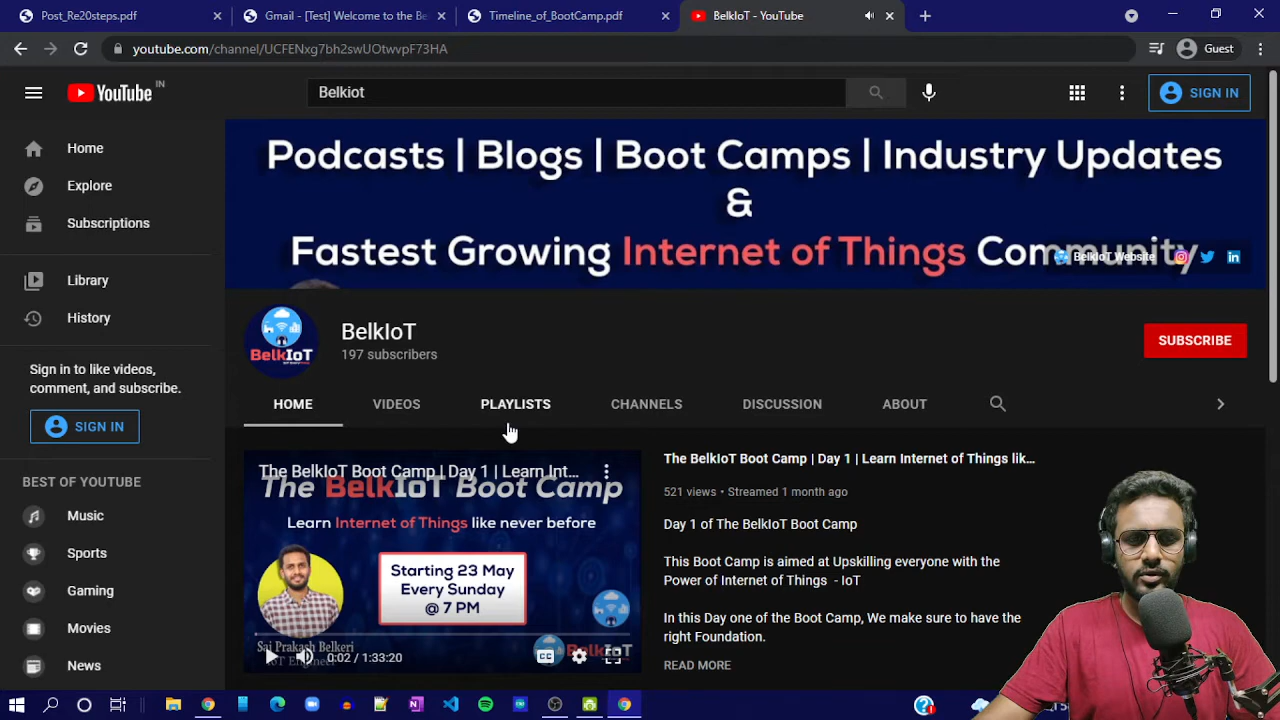 Post_Re20steps.pdf
Gmail - [Test] Welcome to the Be
Timeline_of_BootCamp.pdf
BelkIoT - YouTube
youtube.com/channel/UCFENxg7bh2swUOtwvpF73HA
Guest
YouTube IN
Belkiot
SIGN IN
Home
Explore
Subscriptions
Library
History
Sign in to like videos,
comment, and subscribe.
SIGN IN
BEST OF YOUTUBE
Music
Sports
Gaming
Movies
News
Podcasts | Blogs | Boot Camps | Industry Updates
&
Fastest Growing Internet of Things Community
BelkIoT Website
BelkIoT
BelkIoT
197 subscribers
SUBSCRIBE
HOME VIDEOS PLAYLISTS CHANNELS DISCUSSION ABOUT
The BelkIoT Boot Camp | Day 1 | Learn Int...
The BelkIoT Boot Camp
Learn Internet of Things like never before
Starting 23 May
Every Sunday
@ 7 PM
Sai Prakash Belkeri
IoT Engineer
BelkIoT
0:02 / 1:33:20
CC
The BelkIoT Boot Camp | Day 1 | Learn Internet of Things lik...
521 views • Streamed 1 month ago
Day 1 of The BelkIoT Boot Camp
This Boot Camp is aimed at Upskilling everyone with the
Power of Internet of Things - IoT
In this Day one of the Boot Camp, We make sure to have the
right Foundation.
READ MORE